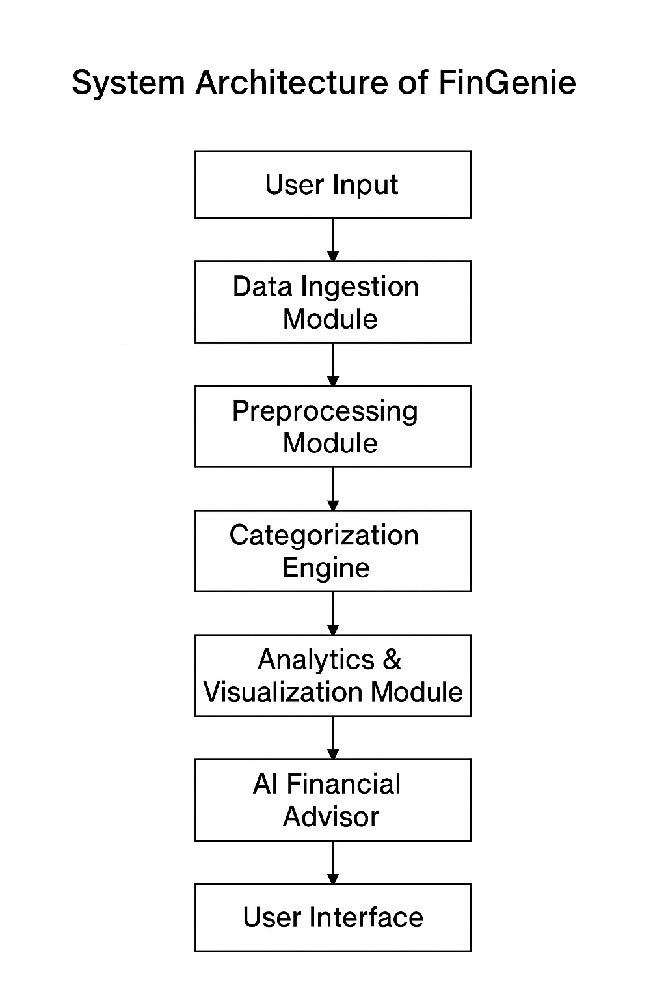 System Architecture of FinGenie
User Input
Data Ingestion
Module
Preprocessing
Module
Categorization
Engine
Analytics &
Visualization Module
AI Financial
Advisor
User Interface